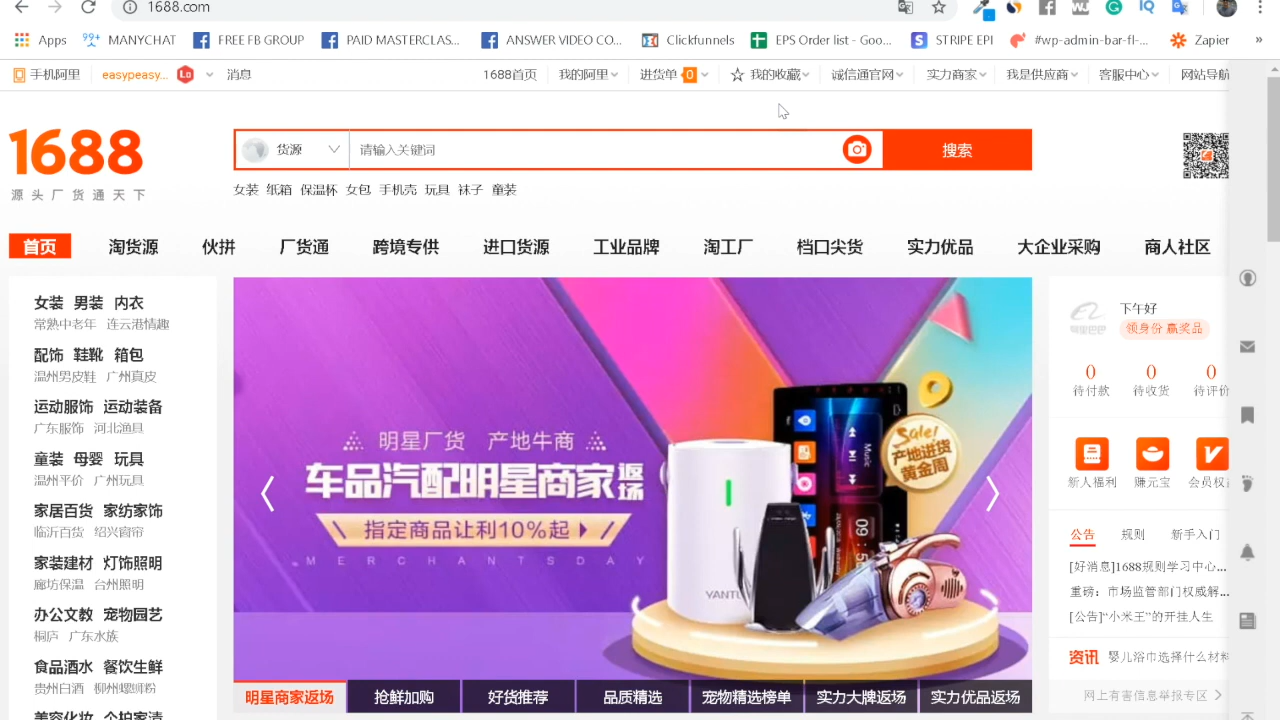 1688.com
Apps 99+ MANYCHAT FREE FB GROUP PAID MASTERCLAS... ANSWER VIDEO CO... Clickfunnels EPS Order list - Goo... STRIPE EPI #wp-admin-bar-fl-... Zapier »
手机阿里 easypeasy... 消息 1688首页 我的阿里 进货单 0 我的收藏 诚信通官网 实力商家 我是供应商 客服中心 网站导航
1688
源头厂货通天下
货源 请输入关键词 搜索
女装 纸箱 保温杯 女包 手机壳 玩具 袜子 童装
首页 淘货源 伙拼 厂货通 跨境专供 进口货源 工业品牌 淘工厂 档口尖货 实力优品 大企业采购 商人社区
女装 男装 内衣
常熟中老年 连云港情趣
配饰 鞋靴 箱包
温州男皮鞋 广州真皮
运动服饰 运动装备
广东服饰 河北渔具
童装 母婴 玩具
温州平价 广州玩具
家居百货 家纺家饰
临沂百货 绍兴窗帘
家装建材 灯饰照明
廊坊保温 台州照明
办公文教 宠物园艺
桐庐 广东水族
食品酒水 餐饮生鲜
贵州白酒 柳州螺蛳粉
美容化妆 个护家清
明星厂货 产地牛商
车品汽配明星商家返场
指定商品让利10%起
MERCHANTSDAY
Sale!
产地进货
黄金周
Music
明星商家返场 抢鲜加购 好货推荐 品质精选 宠物精选榜单 实力大牌返场 实力优品返场
下午好
领身份 赢奖品
0 0 0
待付款 待收货 待评价
新人福利 赚元宝 会员权
公告 规则 新手入门
[好消息]1688规则学习中心...
重磅：市场监管部门权威解...
[公告]“小米王”的开挂人生
资讯 婴儿浴巾选择什么材料
网上有害信息举报专区